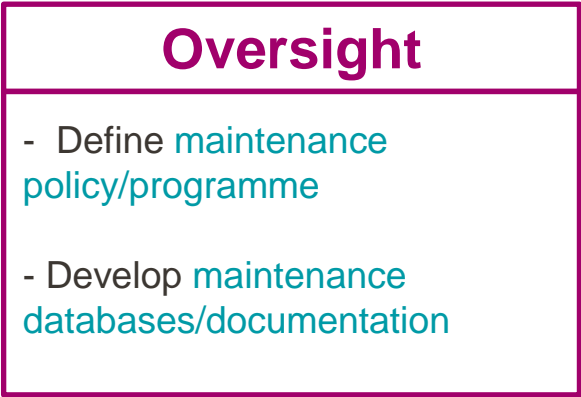 Oversight
- Define maintenance
policy/programme
- Develop maintenance
databases/documentation